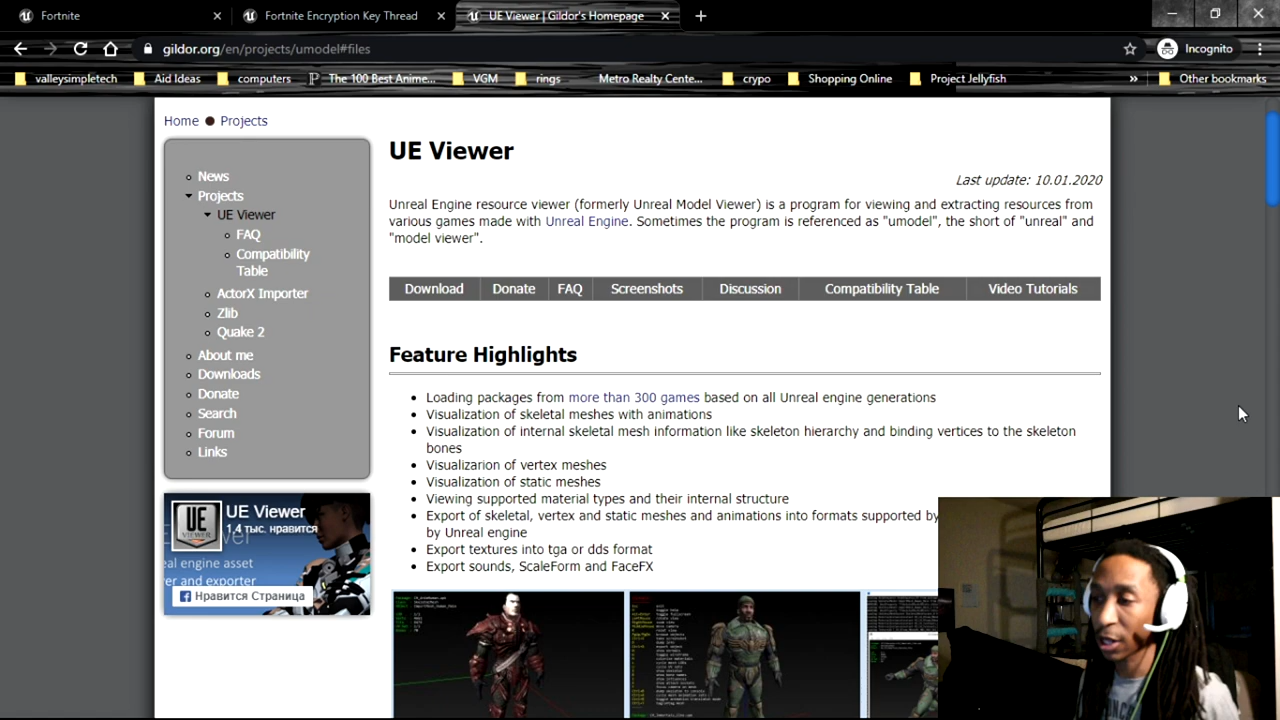 Fortnite
Fortnite Encryption Key Thread
UE Viewer | Gildor's Homepage
gildor.org/en/projects/umodel#files
Incognito
valleysimpletech
Aid Ideas
computers
The 100 Best Anime...
VGM
rings
Metro Realty Cente...
crypo
Shopping Online
Project Jellyfish
»
Other bookmarks
Home ● Projects
News
Projects
UE Viewer
FAQ
Compatibility
Table
ActorX Importer
Zlib
Quake 2
About me
Downloads
Donate
Search
Forum
Links
UE Viewer
1,4 тыс. нравится
UE
VIEWER
eal engine asset
er and exporter
Нравится Страница
UE Viewer
Last update: 10.01.2020
Unreal Engine resource viewer (formerly Unreal Model Viewer) is a program for viewing and extracting resources from
various games made with Unreal Engine. Sometimes the program is referenced as "umodel", the short of "unreal" and
"model viewer".
Download
Donate
FAQ
Screenshots
Discussion
Compatibility Table
Video Tutorials
Feature Highlights
Loading packages from more than 300 games based on all Unreal engine generations
Visualization of skeletal meshes with animations
Visualization of internal skeletal mesh information like skeleton hierarchy and binding vertices to the skeleton
bones
Visualizarion of vertex meshes
Visualization of static meshes
Viewing supported material types and their internal structure
Export of skeletal, vertex and static meshes and animations into formats supported by
by Unreal engine
Export textures into tga or dds format
Export sounds, ScaleForm and FaceFX